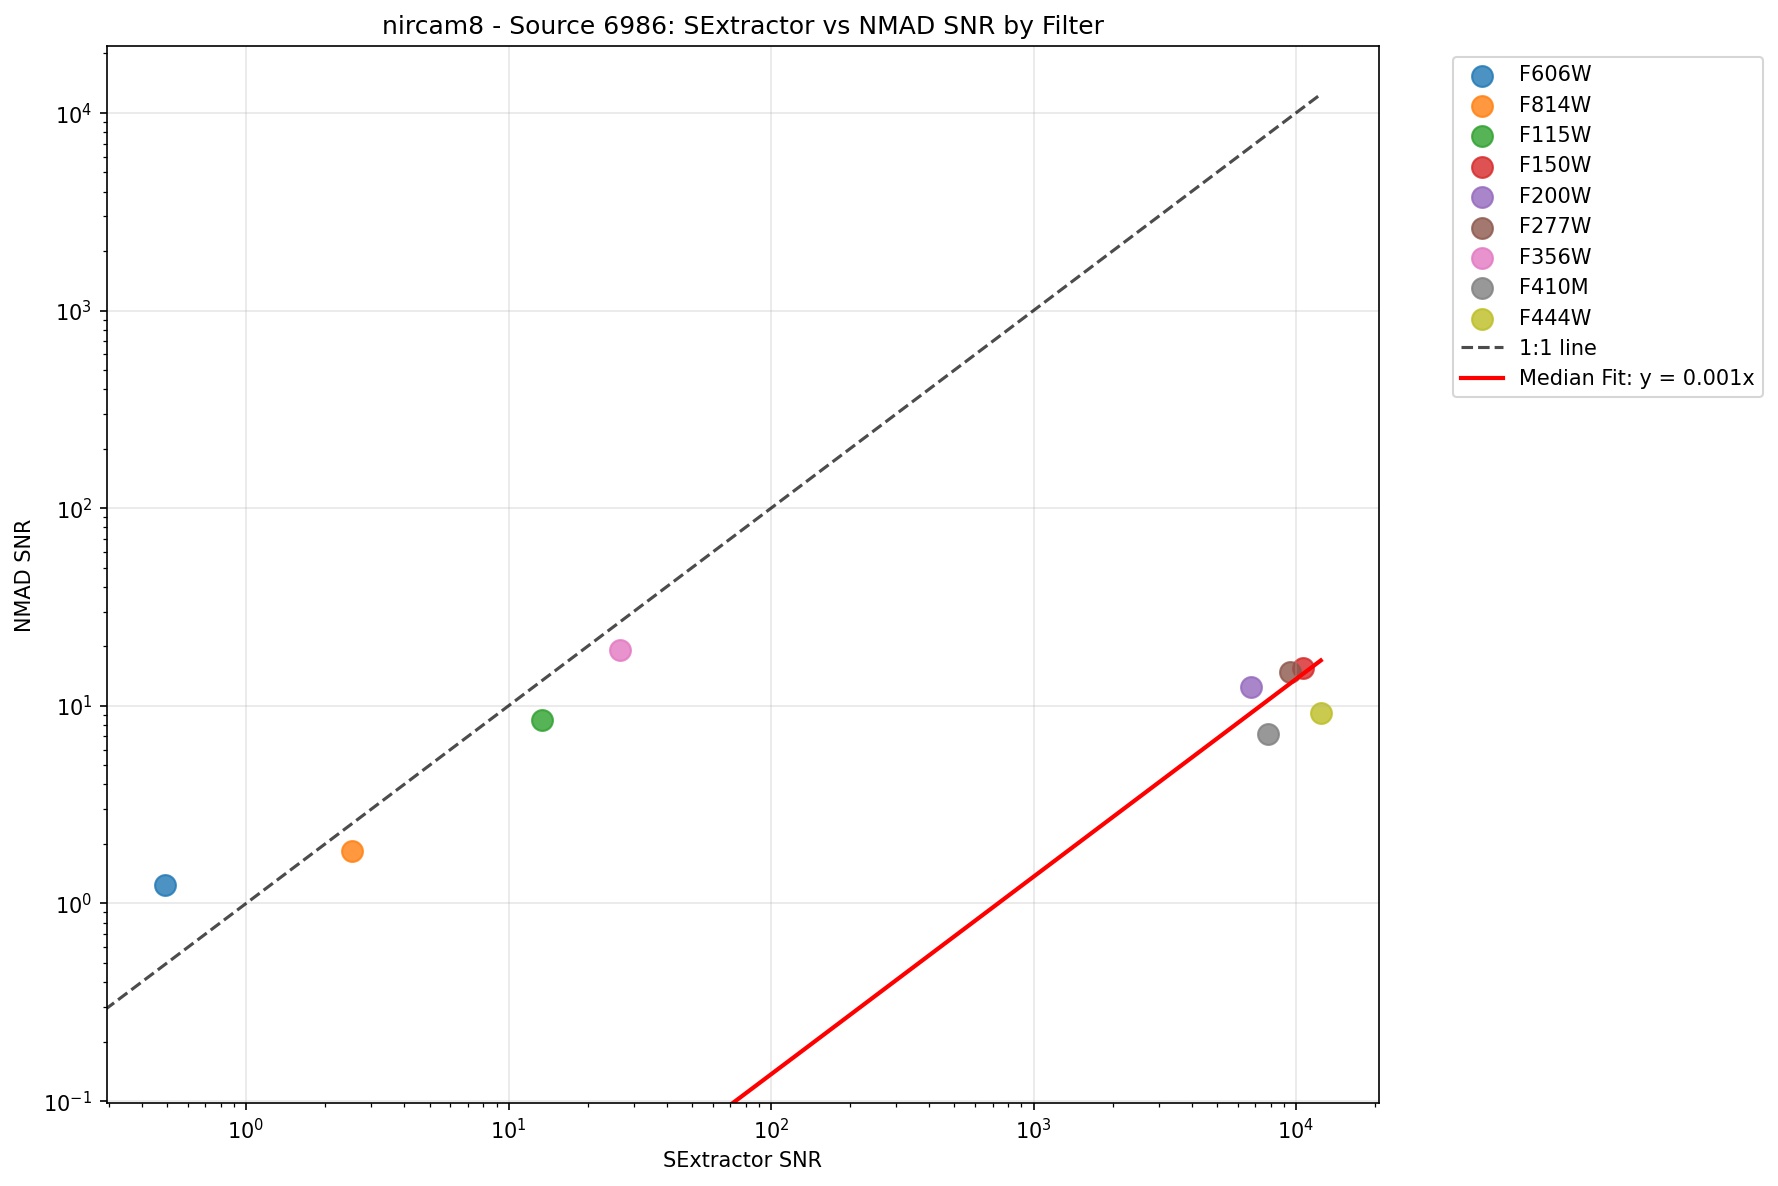 nircam8 - Source 6986: SExtractor vs NMAD SNR by Filter
NMAD SNR
10⁴
10³
10²
10¹
10⁰
10⁻¹
10⁰
10¹
10²
10³
10⁴
SExtractor SNR
F606W
F814W
F115W
F150W
F200W
F277W
F356W
F410M
F444W
1:1 line
Median Fit: y = 0.001x